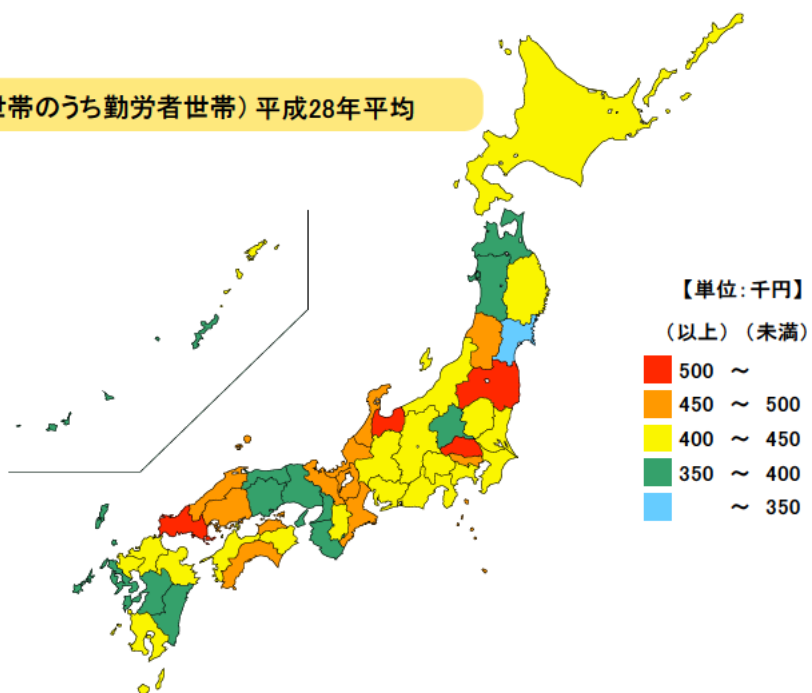 世帯のうち勤労者世帯）平成28年平均
【単位：千円】
（以上）（未満）
500 ～
450 ～ 500
400 ～ 450
350 ～ 400
～ 350